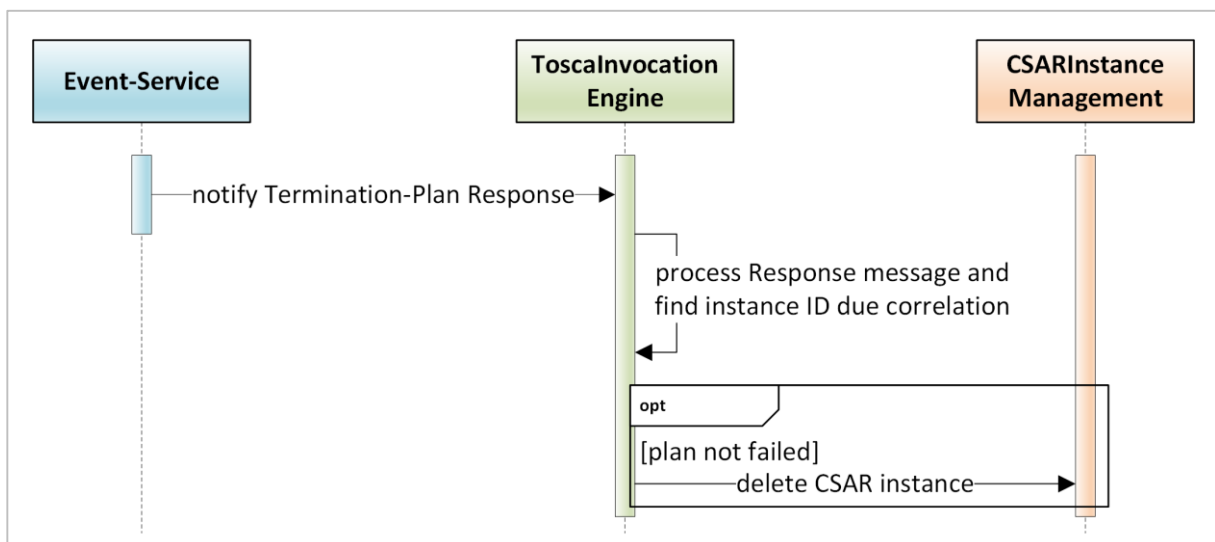 Event-Service
ToscaInvocation
Engine
CSARInstance
Management
notify Termination-Plan Response
process Response message and
find instance ID due correlation
opt
[plan not failed]
delete CSAR instance